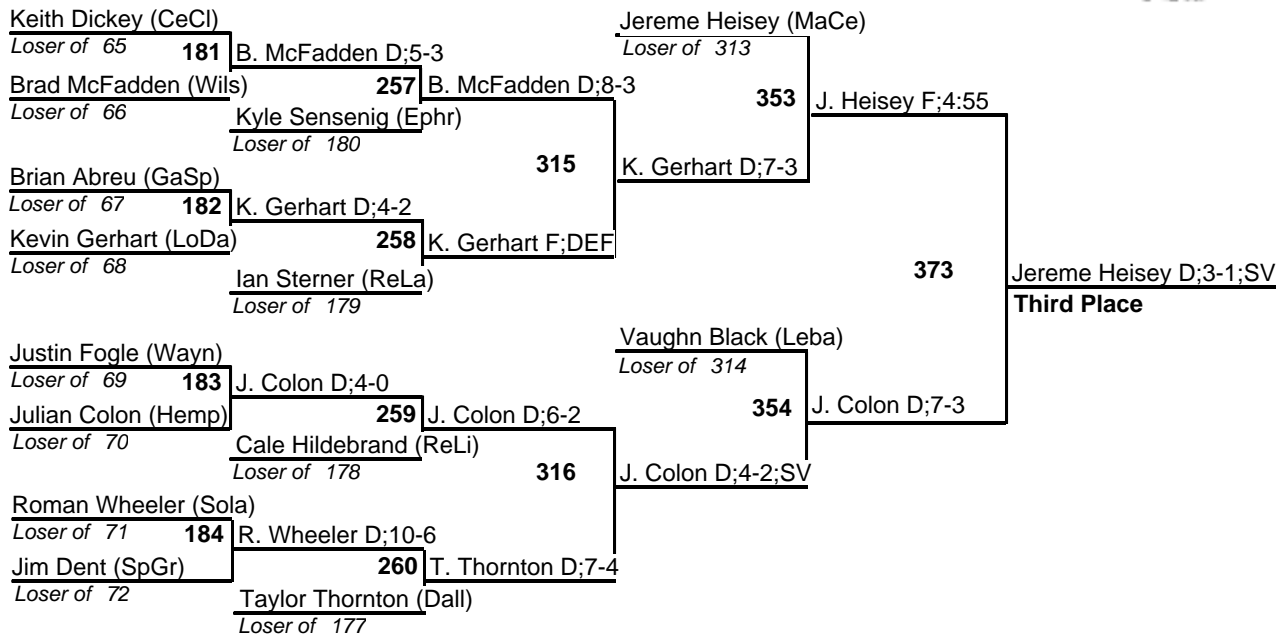 Keith Dickey (CeCl)
Jereme Heisey (MaCe)
Loser of 65
181
B. McFadden D;5-3
Loser of 313
Brad McFadden (Wils)
257
B. McFadden D;8-3
353
J. Heisey F;4:55
Loser of 66
Kyle Sensenig (Ephr)
Loser of 180
315
K. Gerhart D;7-3
Brian Abreu (GaSp)
Loser of 67
182
K. Gerhart D;4-2
Kevin Gerhart (LoDa)
258
K. Gerhart F;DEF
Loser of 68
Ian Sterner (ReLa)
Loser of 179
373
Jereme Heisey D;3-1;SV
Third Place
Justin Fogle (Wayn)
Vaughn Black (Leba)
Loser of 69
183
J. Colon D;4-0
Loser of 314
Julian Colon (Hemp)
259
J. Colon D;6-2
354
J. Colon D;7-3
Loser of 70
Cale Hildebrand (ReLi)
Loser of 178
316
J. Colon D;4-2;SV
Roman Wheeler (Sola)
Loser of 71
184
R. Wheeler D;10-6
Jim Dent (SpGr)
260
T. Thornton D;7-4
Loser of 72
Taylor Thornton (Dall)
Loser of 177